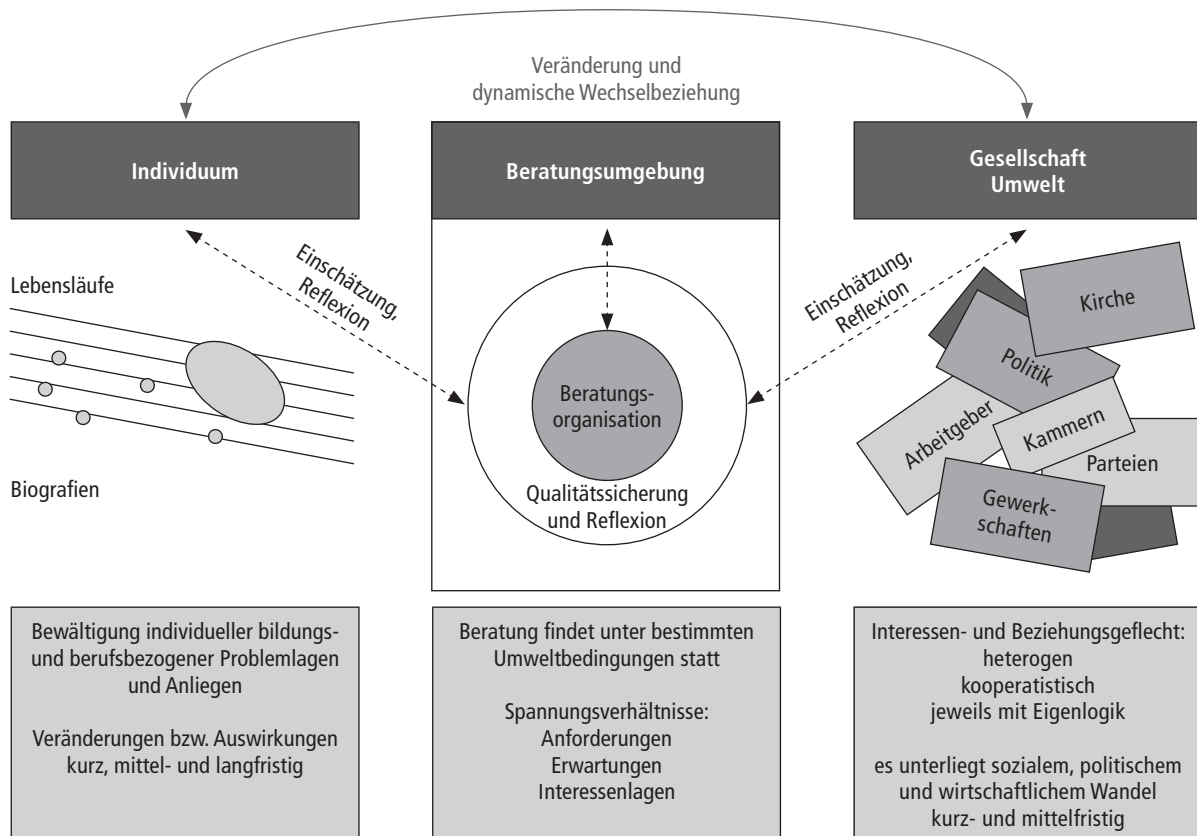 Veränderung und
dynamische Wechselbeziehung
Individuum
Beratungsumgebung
Gesellschaft
Umwelt
Lebensläufe
Biografien
Einschätzung,
Reflexion
Beratungs-
organisation
Qualitätssicherung
und Reflexion
Einschätzung,
Reflexion
Kirche
Politik
Arbeitgeber
Kammern
Parteien
Gewerk-
schaften
Bewältigung individueller bildungs-
und berufsbezogener Problemlagen
und Anliegen
Veränderungen bzw. Auswirkungen
kurz, mittel- und langfristig
Beratung findet unter bestimmten
Umweltbedingungen statt
Spannungsverhältnisse:
Anforderungen
Erwartungen
Interessenlagen
Interessen- und Beziehungsgeflecht:
heterogen
kooperatistisch
jeweils mit Eigenlogik
es unterliegt sozialem, politischem
und wirtschaftlichem Wandel
kurz- und mittelfristig